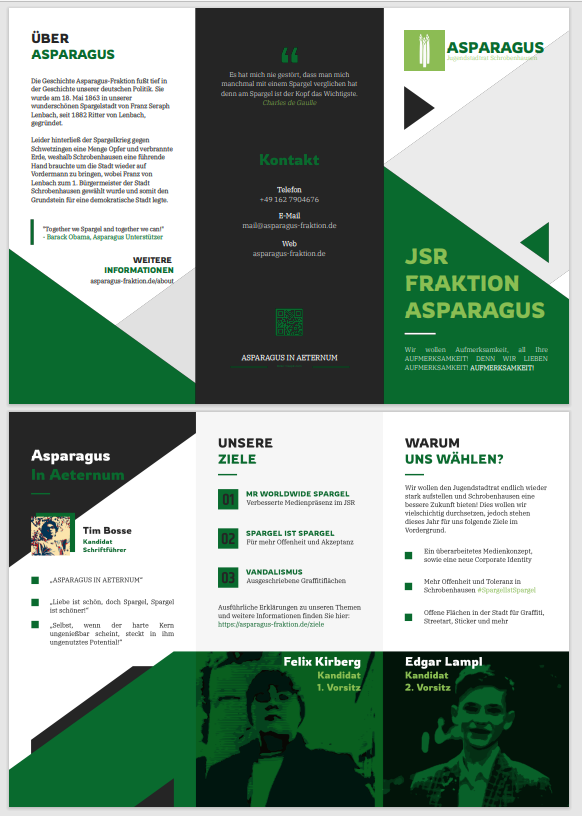 ÜBER
ASPARAGUS
Die Geschichte Asparagus-Fraktion fußt tief in
der Geschichte unserer deutschen Politik. Sie
wurde am 18. Mai 1863 in unserer
wunderschönen Spargelstadt von Franz Seraph
Lenbach, seit 1882 Ritter von Lenbach,
gegründet.
Leider hinterließ der Spargelkrieg gegen
Schwetzingen eine Menge Opfer und verbrannte
Erde, weshalb Schrobenhausen eine führende
Hand brauchte um die Stadt wieder auf
Vordermann zu bringen, wobei Franz von
Lenbach zum 1. Bürgermeister der Stadt
Schrobenhausen gewählt wurde und somit den
Grundstein für eine demokratische Stadt legte.
"Together we Spargel and together we can!"
- Barack Obama, Asparagus Unterstützer
WEITERE
INFORMATIONEN
asparagus-fraktion.de/about
“
Es hat mich nie gestört, dass man mich
manchmal mit einem Spargel verglichen hat
denn am Spargel ist der Kopf das Wichtigste.
Charles de Gaulle
Kontakt
Telefon
+49 162 7904676
E-Mail
mail@asparagus-fraktion.de
Web
asparagus-fraktion.de
ASPARAGUS IN AETERNUM
ASPARAGUS
Jugendstadtrat Schrobenhausen
JSR
FRAKTION
ASPARAGUS
Wir wollen Aufmerksamkeit, all Ihre
AUFMERKSAMKEIT! DENN WIR LIEBEN
AUFMERKSAMKEIT! AUFMERKSAMKEIT!
Asparagus
In Aeternum
Tim Bosse
Kandidat
Schriftführer
„ASPARAGUS IN AETERNUM“
„Liebe ist schön, doch Spargel, Spargel
ist schöner!“
„Selbst, wenn der harte Kern
ungenießbar scheint, steckt in ihm
ungenutztes Potential!“
UNSERE
ZIELE
01 MR WORLDWIDE SPARGEL
Verbesserte Medienpräsenz im JSR
02 SPARGEL IST SPARGEL
Für mehr Offenheit und Akzeptanz
03 VANDALISMUS
Ausgeschriebene Graffitiflächen
Ausführliche Erklärungen zu unseren Themen
und weitere Informationen finden Sie hier:
https://asparagus-fraktion.de/ziele
Felix Kirberg
Kandidat
1. Vorsitz
WARUM
UNS WÄHLEN?
Wir wollen den Jugendstadtrat endlich wieder
stark aufstellen und Schrobenhausen eine
bessere Zukunft bieten! Dies wollen wir
vielschichtig durchsetzen, jedoch stehen
dieses Jahr für uns folgende Ziele im
Vordergrund.
Ein überarbeitetes Medienkonzept,
sowie eine neue Corporate Identity
Mehr Offenheit und Toleranz in
Schrobenhausen #SpargelistSpargel
Offene Flächen in der Stadt für Graffiti,
Streetart, Sticker und mehr
Edgar Lampl
Kandidat
2. Vorsitz